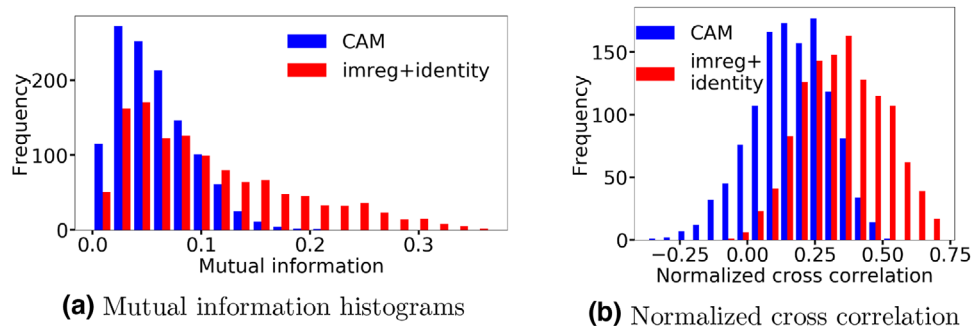 CAM
imreg+identity
Frequency
200
100
0
0.0 0.1 0.2 0.3
Mutual information
(a) Mutual information histograms
CAM
imreg+
identity
Frequency
150
100
50
0
−0.25 0.00 0.25 0.50 0.75
Normalized cross correlation
(b) Normalized cross correlation